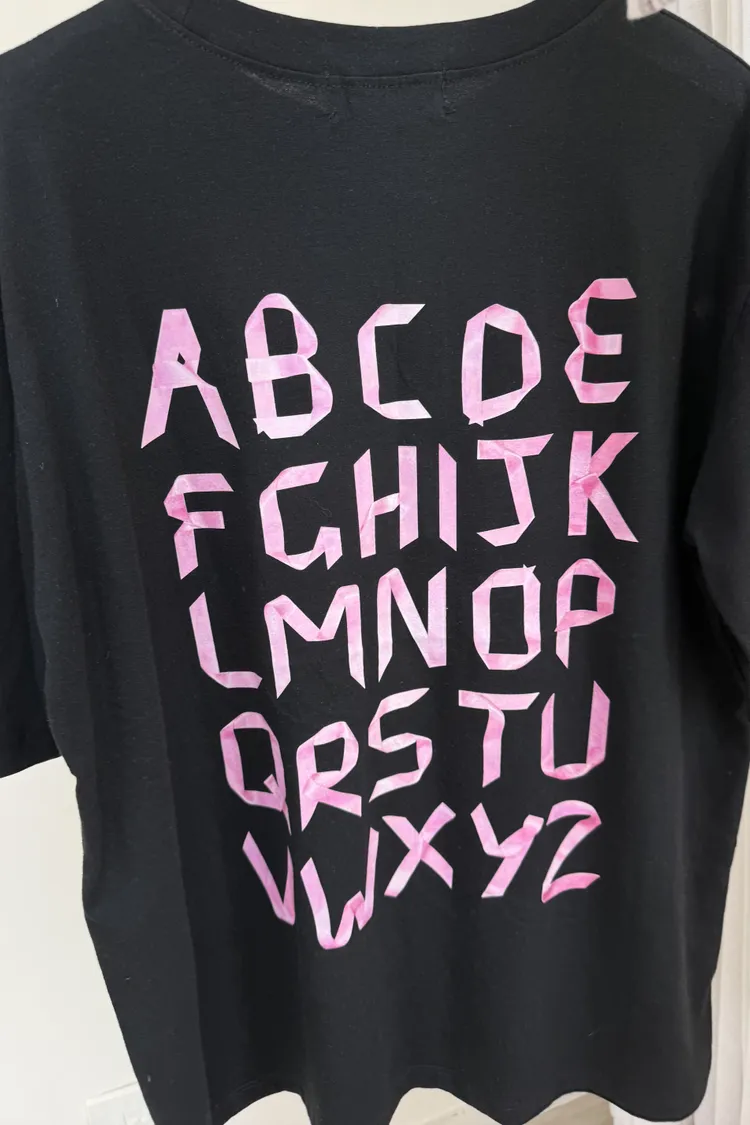 ABCDE
FGHIJK
LMNOP
QRSTU
VWXYZ